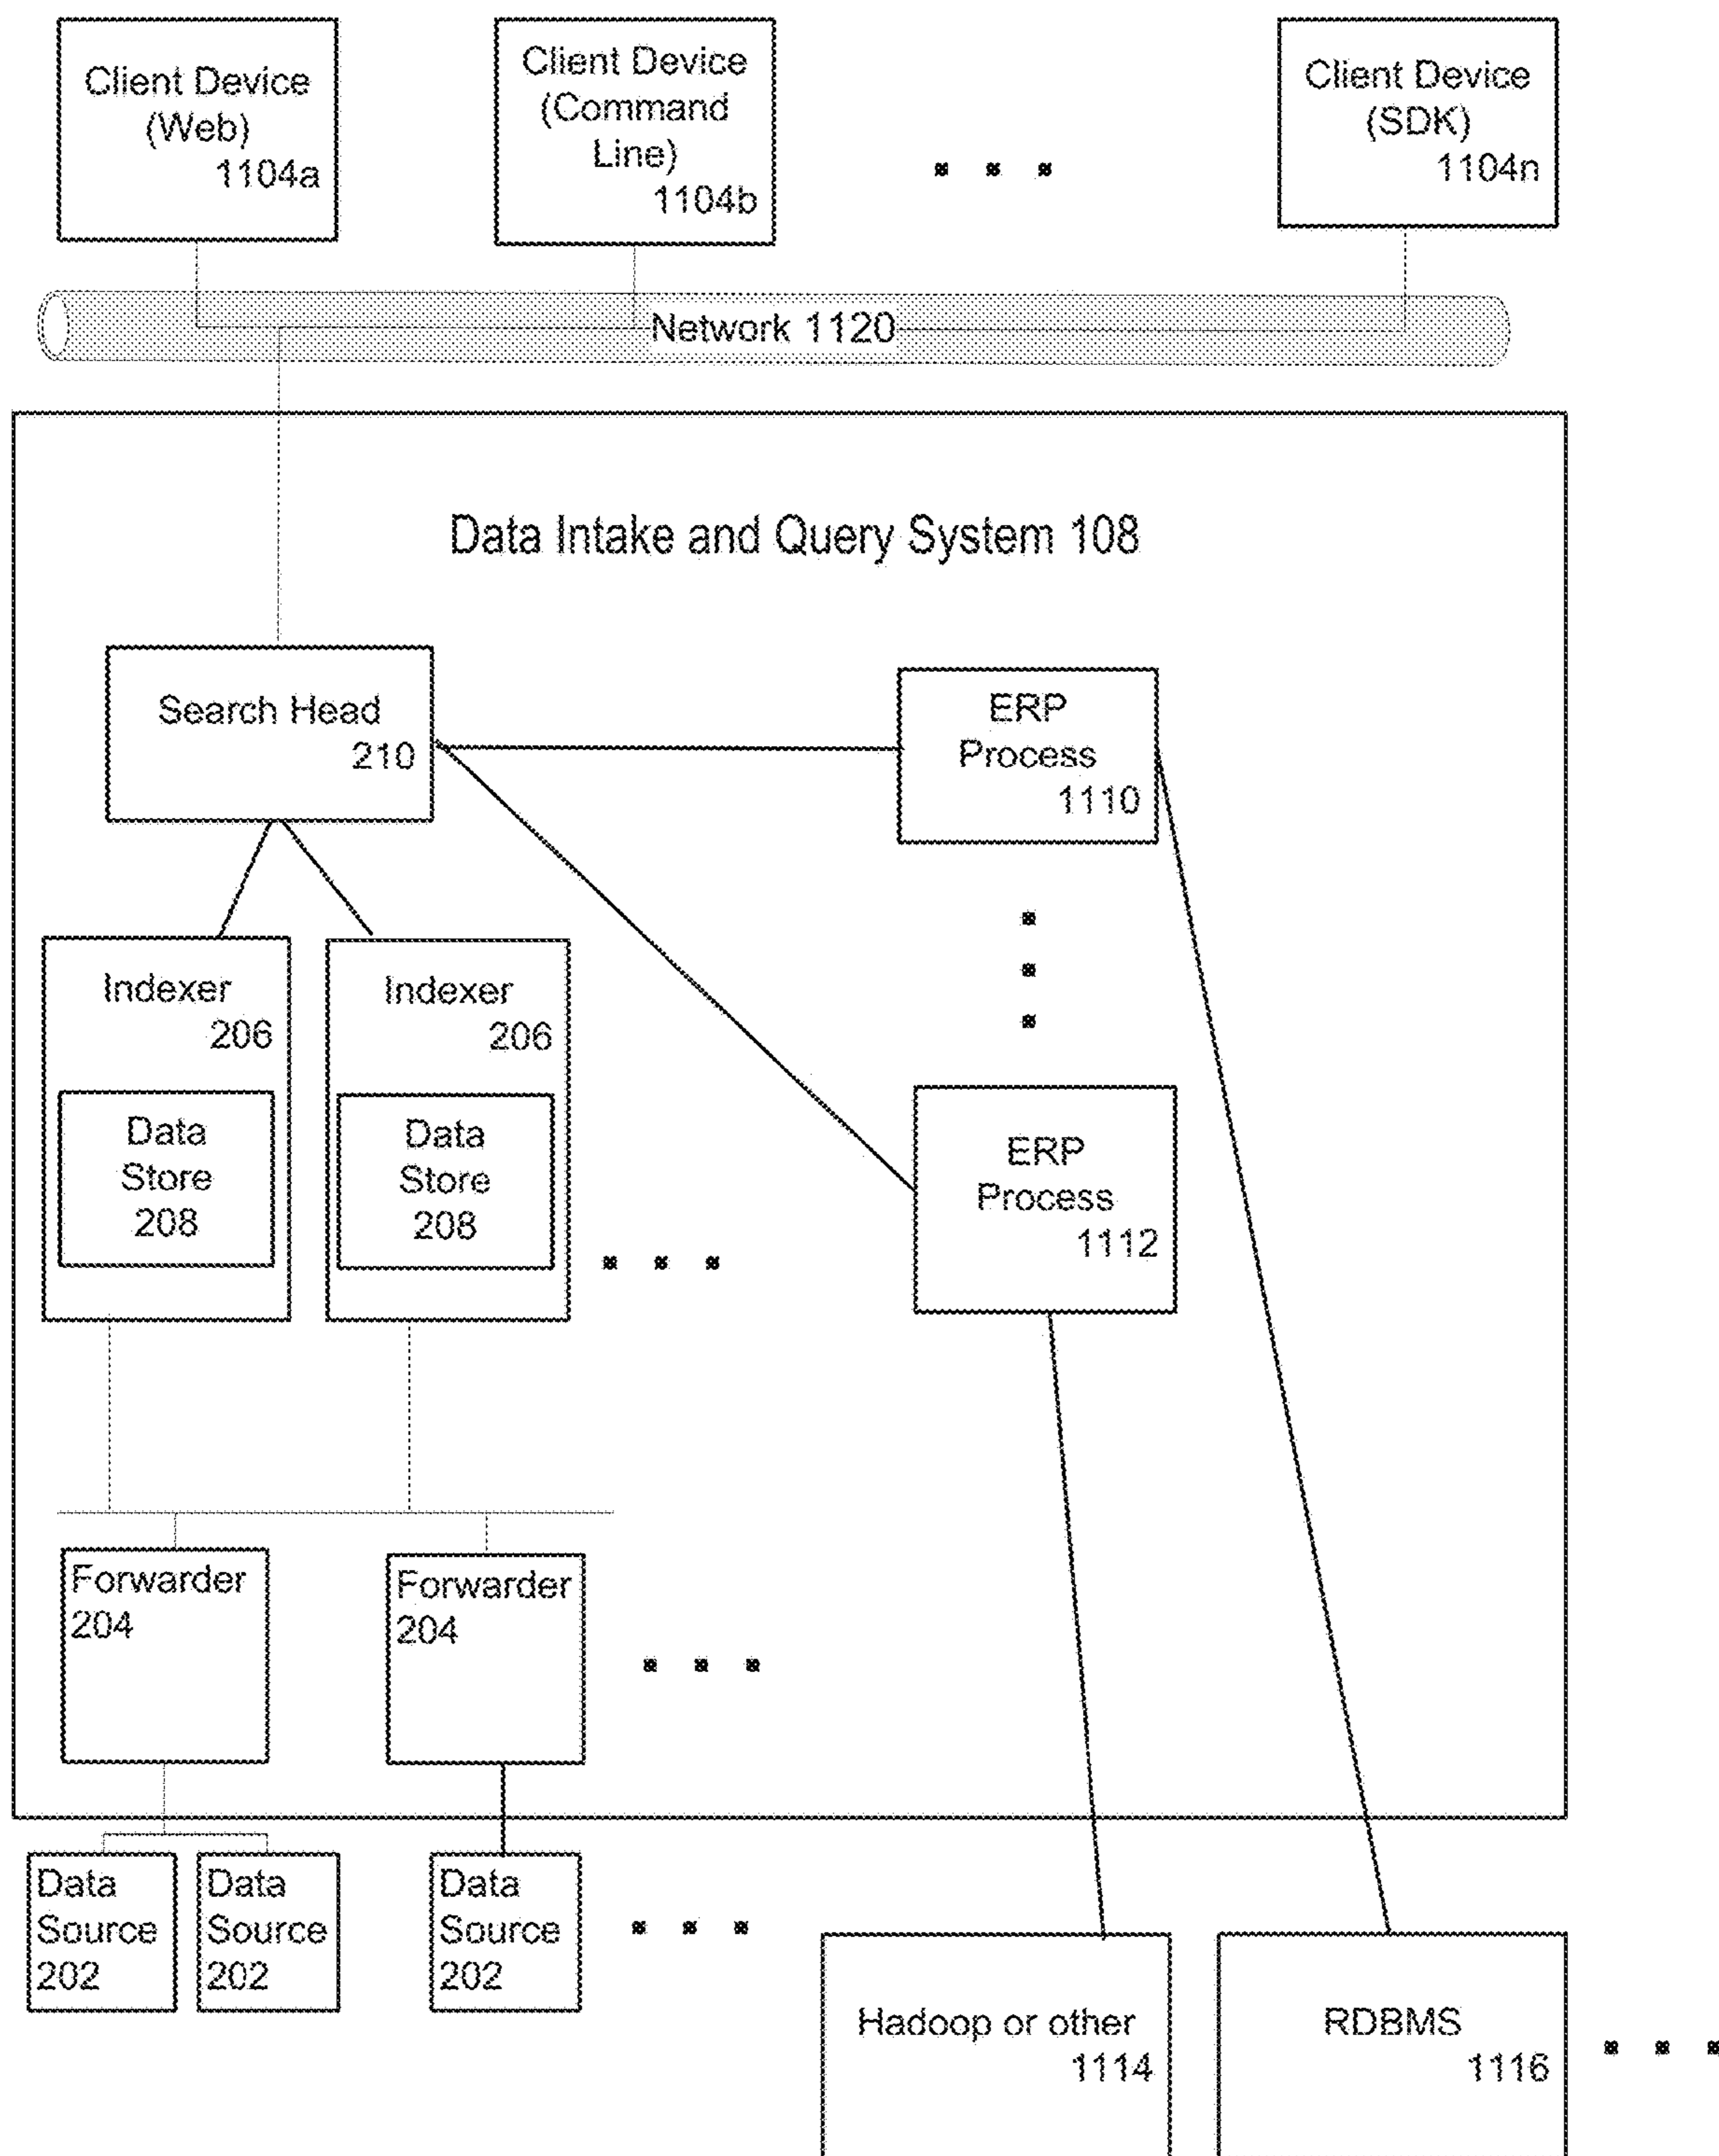 Client Device
(Web)
1104a
Client Device
(Command
Line)
1104b
Client Device
(SDK)
1104n
Network 1120
Data Intake and Query System 108
Search Head
210
ERP
Process
1110
Indexer
206
Data
Store
208
Indexer
206
Data
Store
208
ERP
Process
1112
Forwarder
204
Forwarder
204
Data
Source
202
Data
Source
202
Data
Source
202
Hadoop or other
1114
RDBMS
1116